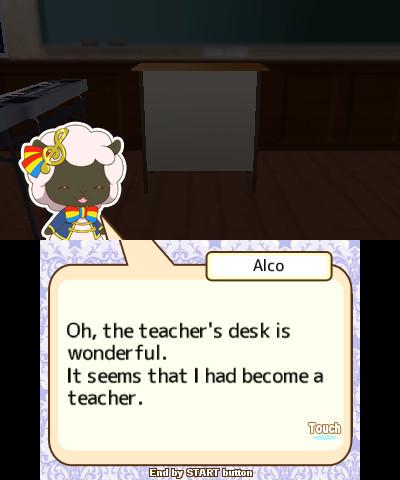 Alco
Oh, the teacher's desk is
wonderful.
It seems that I had become a
teacher.
Touch
End by START button